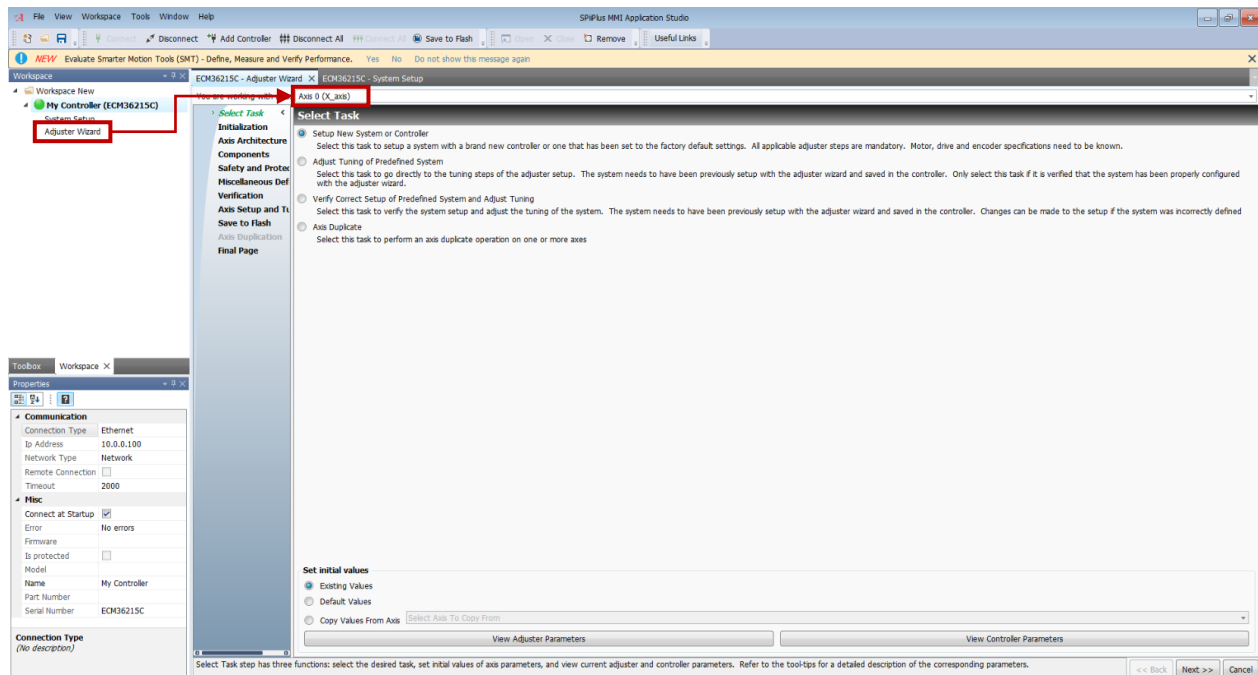 File View Workspace Tools Window Help
SPiiPlus MMI Application Studio
Connect Disconnect Add Controller Disconnect All Connect All Save to Flash Open Close Remove Useful Links
NEW Evaluate Smarter Motion Tools (SMT) - Define, Measure and Verify Performance. Yes No Do not show this message again
Workspace
Workspace New
My Controller (ECM36215C)
System Setup
Adjuster Wizard
ECM36215C - Adjuster Wizard ECM36215C - System Setup
You are working with Axis 0 (X_axis)
Select Task
Initialization
Axis Architecture
Components
Safety and Protec
Miscellaneous Def
Verification
Axis Setup and Tu
Save to Flash
Axis Duplication
Final Page
Select Task
Setup New System or Controller
Select this task to setup a system with a brand new controller or one that has been set to the factory default settings. All applicable adjuster steps are mandatory. Motor, drive and encoder specifications need to be known.
Adjust Tuning of Predefined System
Select this task to go directly to the tuning steps of the adjuster setup. The system needs to have been previously setup with the adjuster wizard and saved in the controller. Only select this task if it is verified that the system has been properly configured
with the adjuster wizard.
Verify Correct Setup of Predefined System and Adjust Tuning
Select this task to verify the system setup and adjust the tuning of the system. The system needs to have been previously setup with the adjuster wizard and saved in the controller. Changes can be made to the setup if the system was incorrectly defined
Axis Duplicate
Select this task to perform an axis duplicate operation on one or more axes
Toolbox Workspace
Properties
Communication
Connection Type Ethernet
Ip Address 10.0.0.100
Network Type Network
Remote Connection
Timeout 2000
Misc
Connect at Startup
Error No errors
Firmware
Is protected
Model
Name My Controller
Part Number
Serial Number ECM36215C
Connection Type
(No description)
Set initial values
Existing Values
Default Values
Copy Values From Axis Select Axis To Copy From
View Adjuster Parameters View Controller Parameters
Select Task step has three functions: select the desired task, set initial values of axis parameters, and view current adjuster and controller parameters. Refer to the tool-tips for a detailed description of the corresponding parameters.
<< Back Next >> Cancel